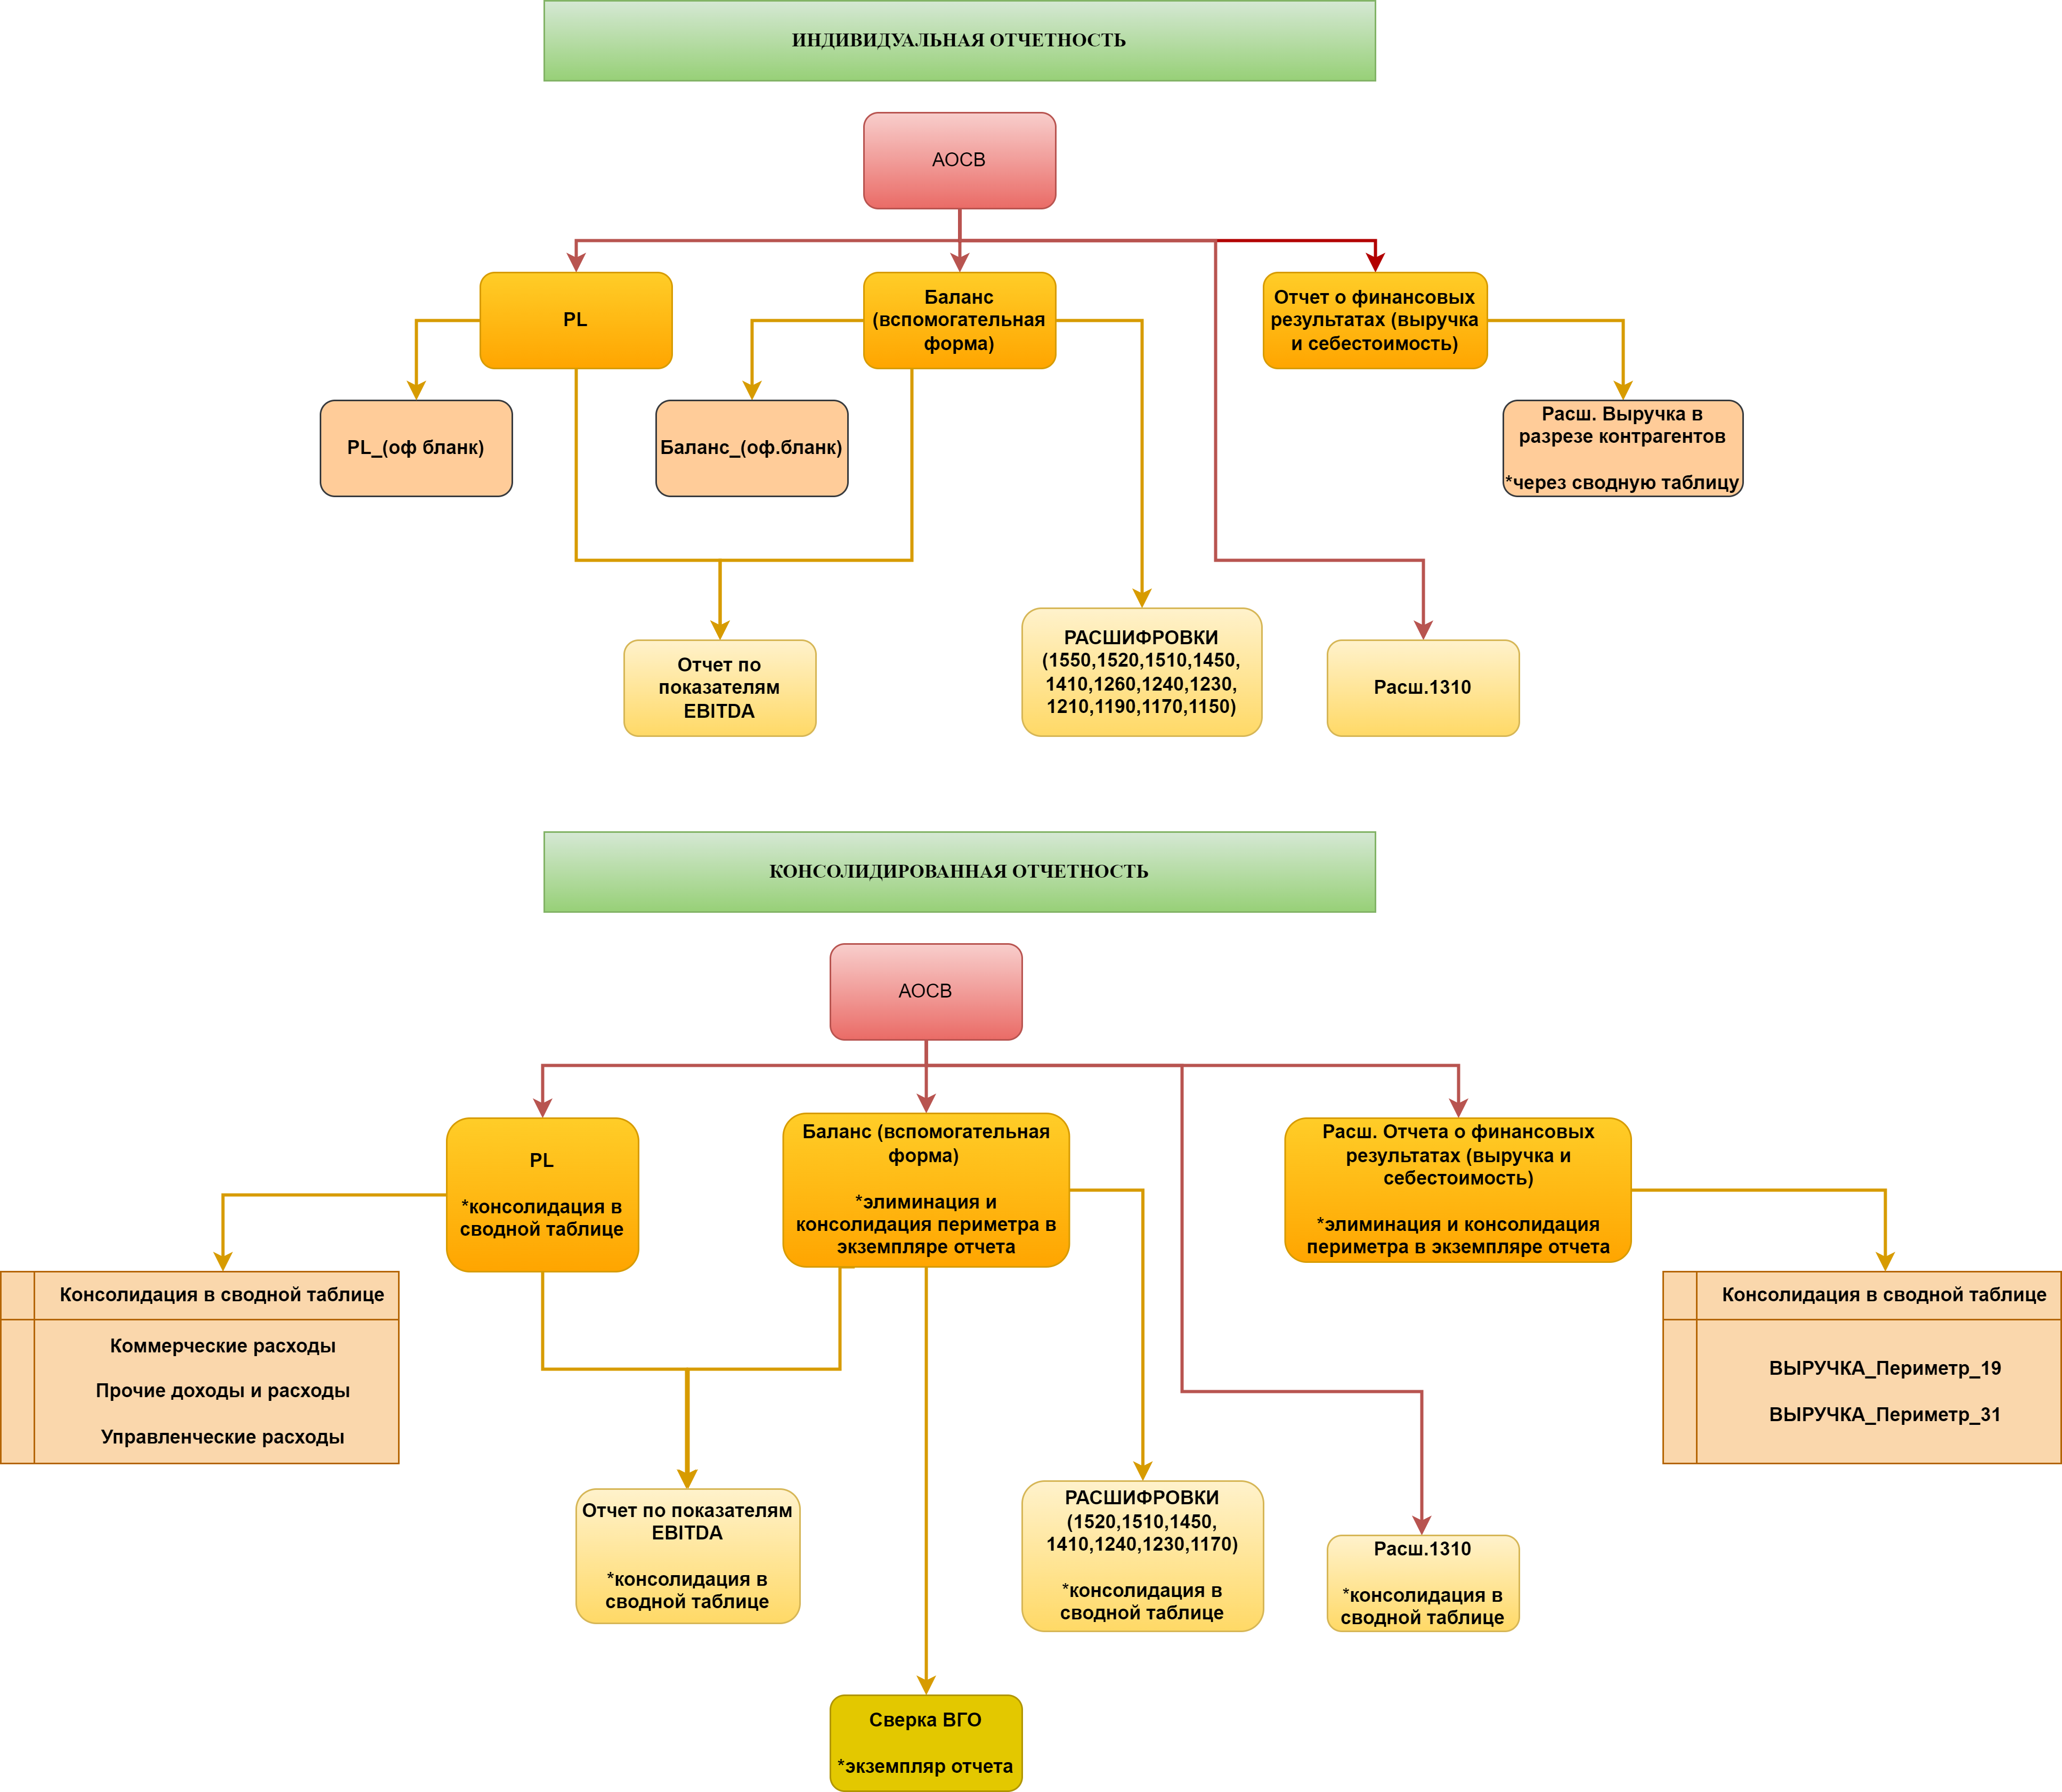 ИНДИВИДУАЛЬНАЯ ОТЧЕТНОСТЬ
АОСВ
PL
Баланс
(вспомогательная
форма)
Отчет о финансовых
результатах (выручка
и себестоимость)
PL_(оф бланк)
Баланс_(оф.бланк)
Расш. Выручка в
разрезе контрагентов
*через сводную таблицу
Отчет по
показателям
EBITDA
РАСШИФРОВКИ
(1550,1520,1510,1450,
1410,1260,1240,1230,
1210,1190,1170,1150)
Расш.1310
КОНСОЛИДИРОВАННАЯ ОТЧЕТНОСТЬ
АОСВ
PL
*консолидация в
сводной таблице
Баланс (вспомогательная
форма)
*элиминация и
консолидация периметра в
экземпляре отчета
Расш. Отчета о финансовых
результатах (выручка и
себестоимость)
*элиминация и консолидация
периметра в экземпляре отчета
Консолидация в сводной таблице
Коммерческие расходы
Прочие доходы и расходы
Управленческие расходы
Консолидация в сводной таблице
ВЫРУЧКА_Периметр_19
ВЫРУЧКА_Периметр_31
Отчет по показателям
EBITDA
*консолидация в
сводной таблице
РАСШИФРОВКИ
(1520,1510,1450,
1410,1240,1230,1170)
*консолидация в
сводной таблице
Расш.1310
*консолидация в
сводной таблице
Сверка ВГО
*экземпляр отчета